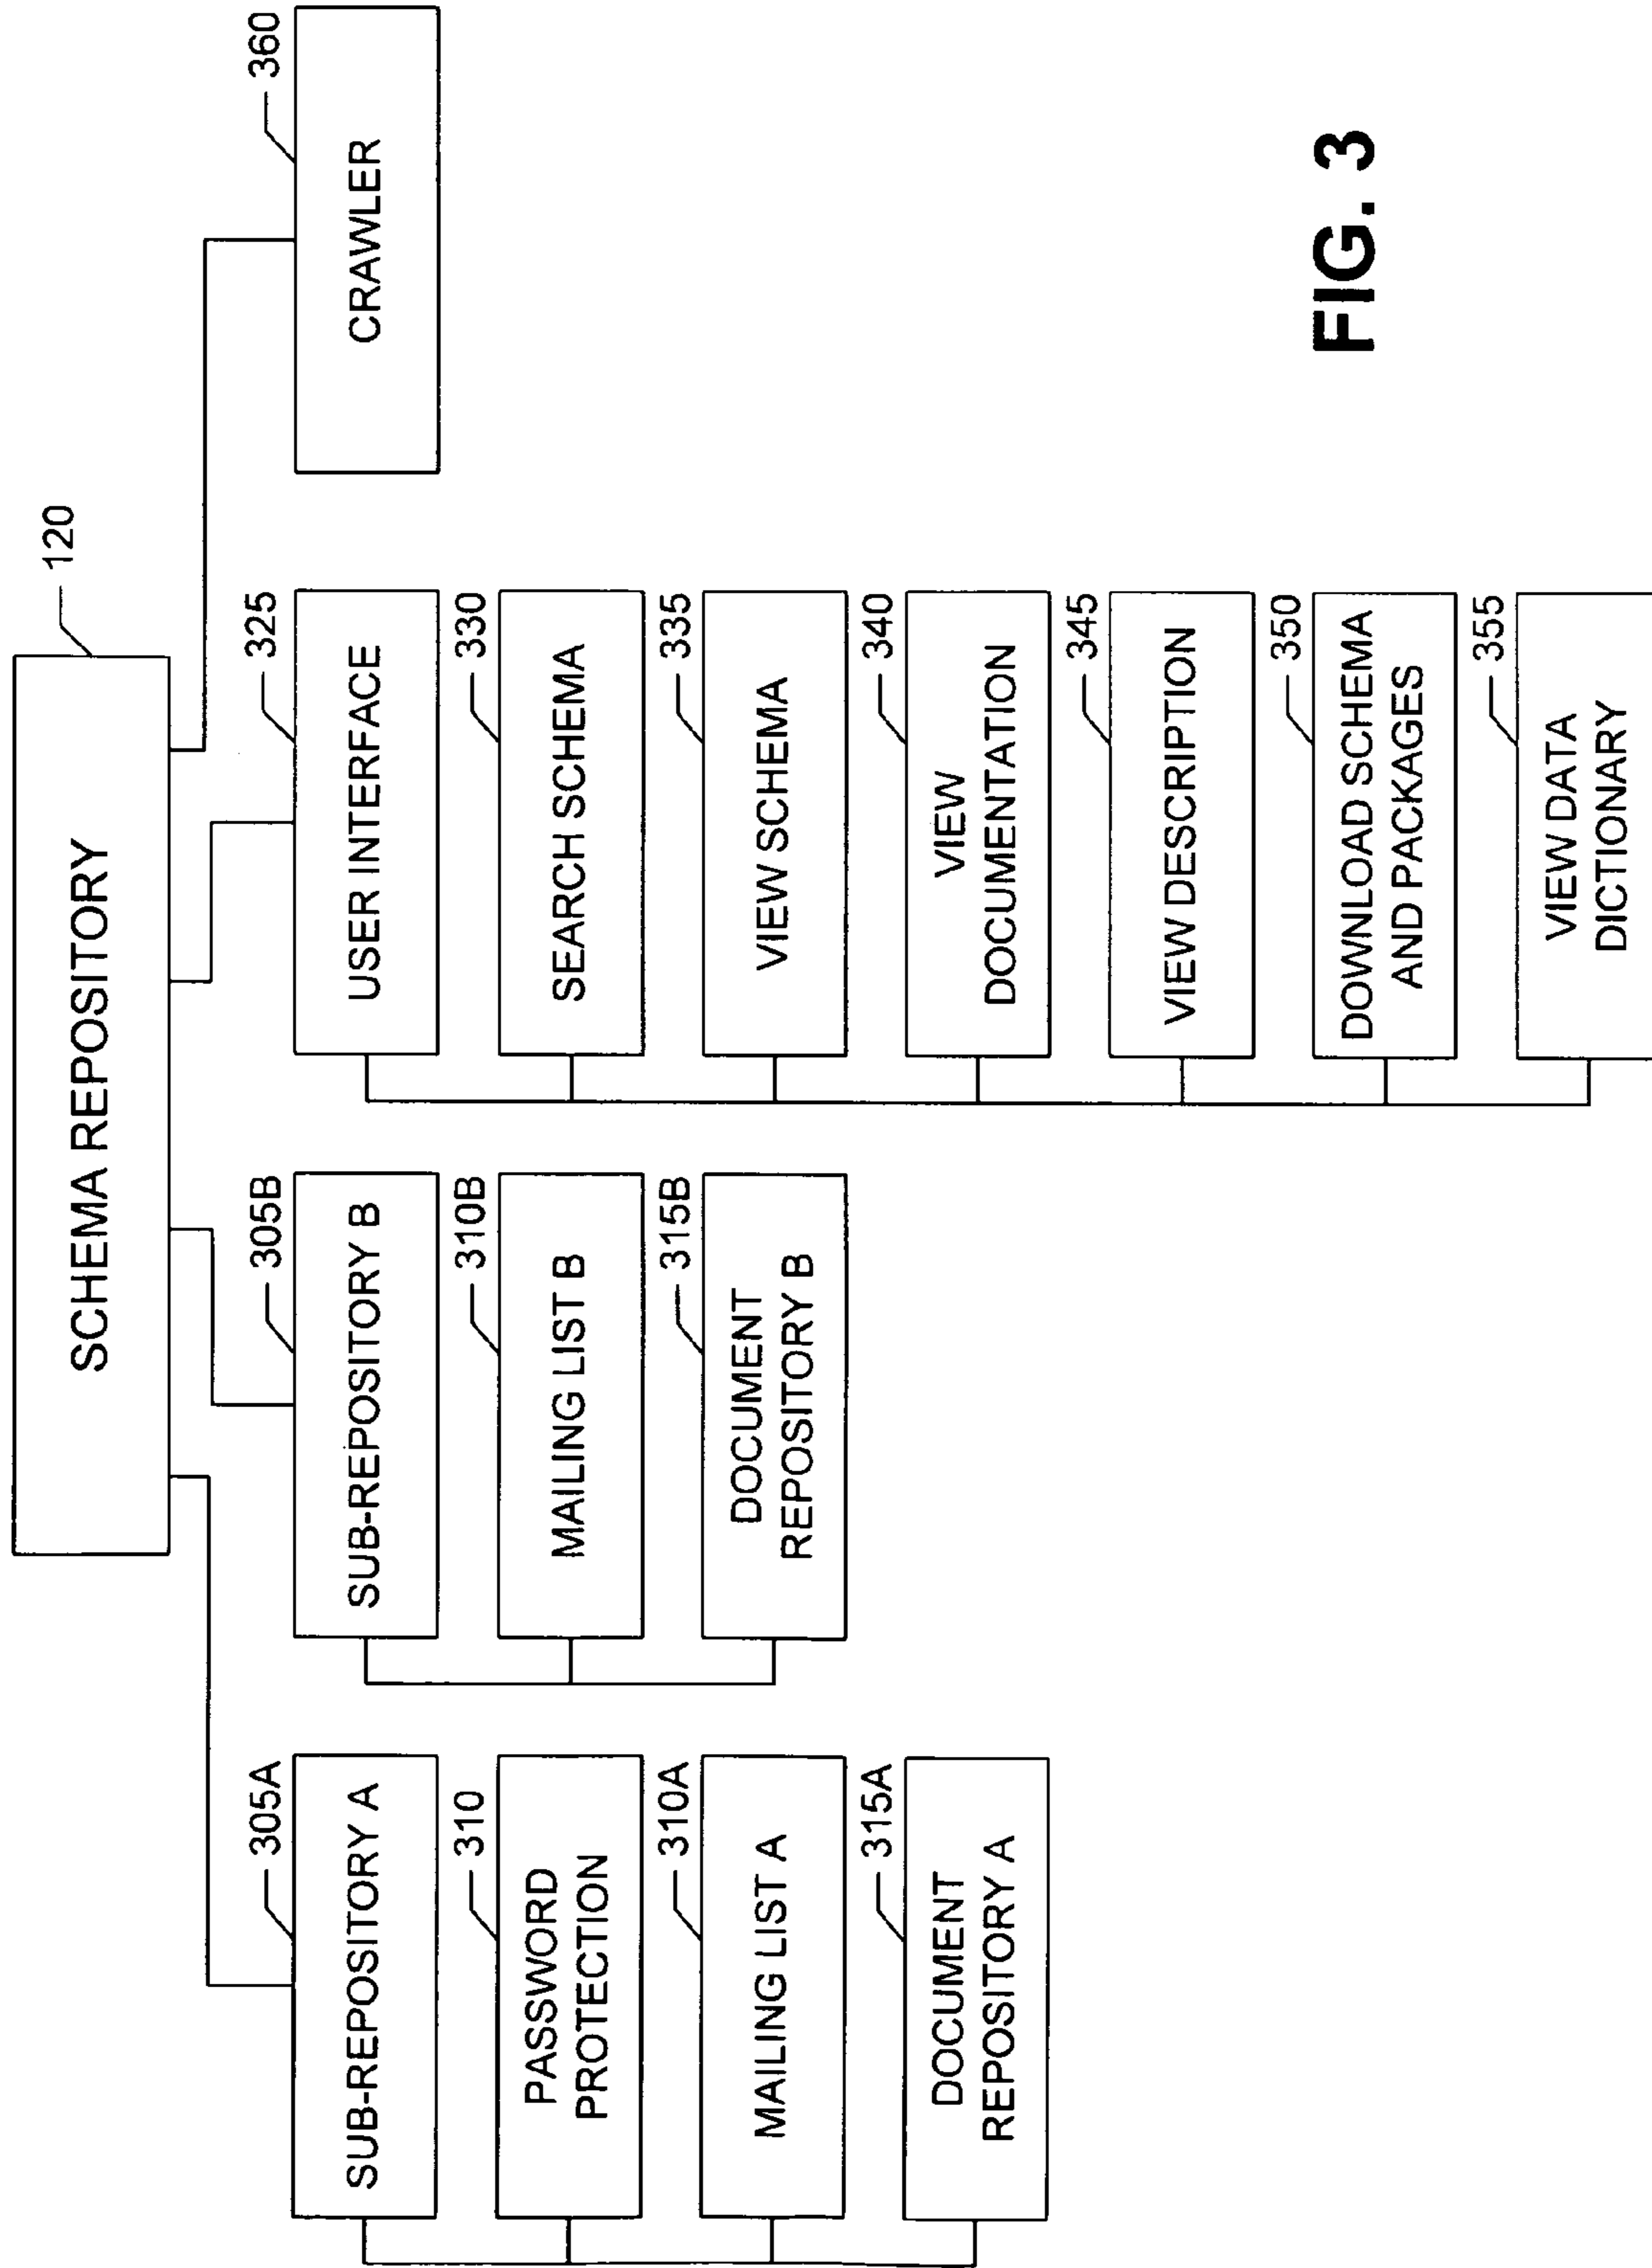 SCHEMA REPOSITORY
120
SUB-REPOSITORY A
305A
PASSWORD
PROTECTION
310
MAILING LIST A
310A
DOCUMENT
REPOSITORY A
315A
SUB-REPOSITORY B
305B
MAILING LIST B
310B
DOCUMENT
REPOSITORY B
315B
USER INTERFACE
325
SEARCH SCHEMA
330
VIEW SCHEMA
335
VIEW
DOCUMENTATION
340
VIEW DESCRIPTION
345
DOWNLOAD SCHEMA
AND PACKAGES
350
VIEW DATA
DICTIONARY
355
CRAWLER
360
FIG. 3